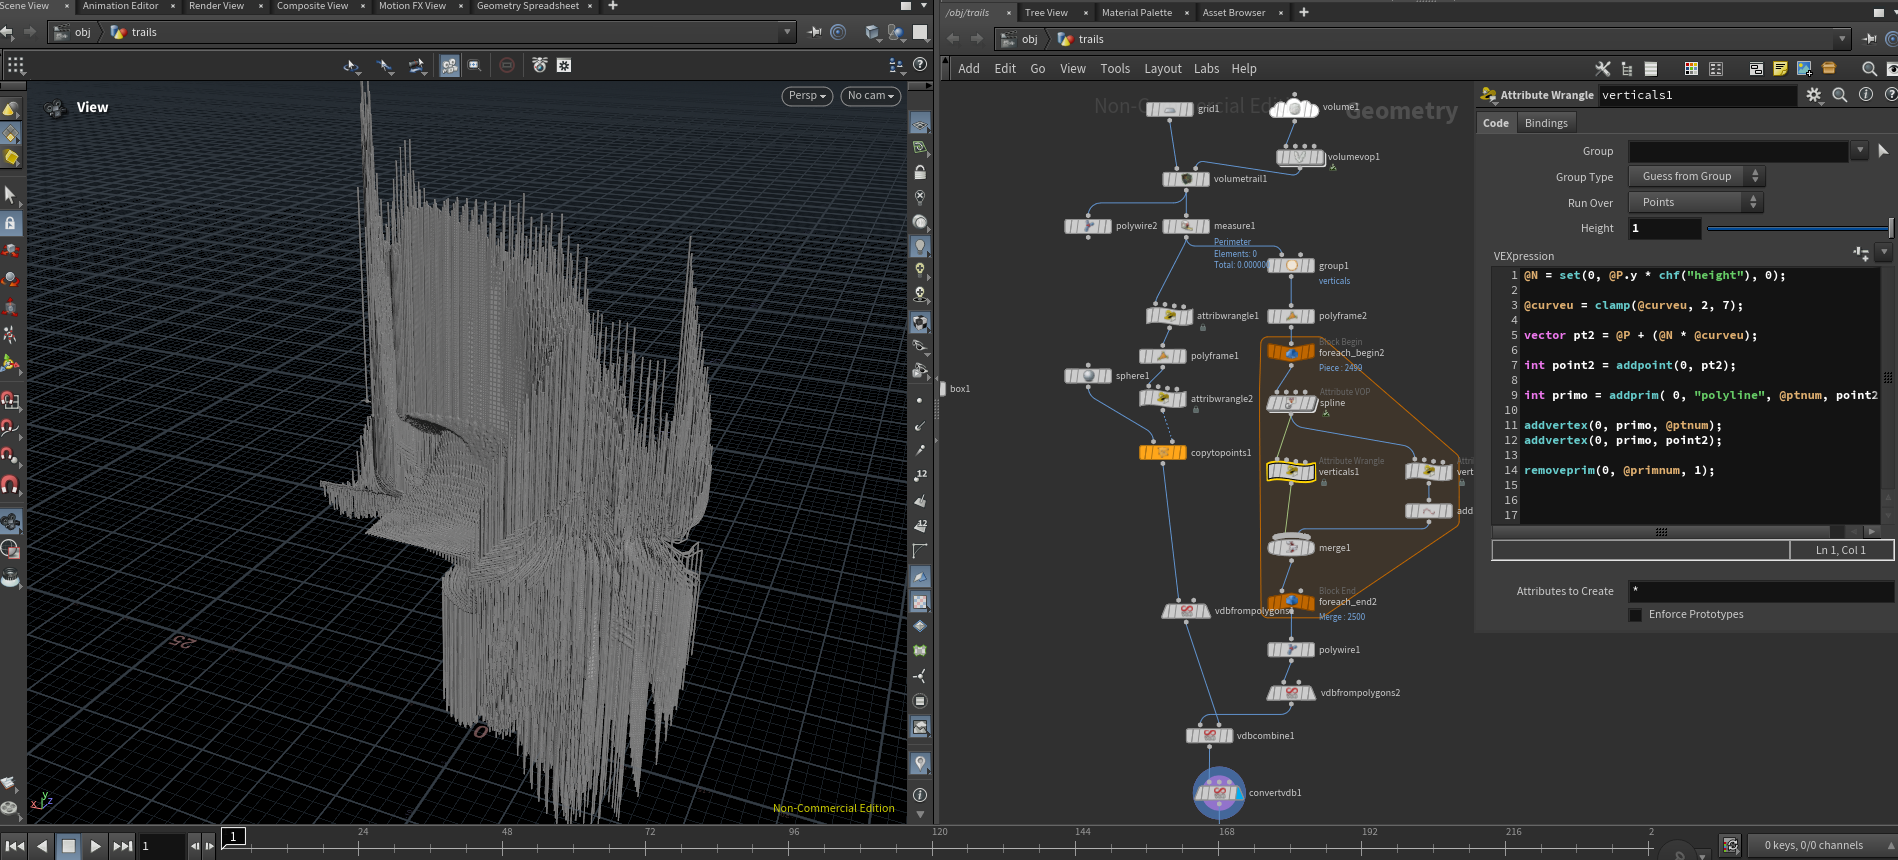 Scene View
Animation Editor
Render View
Composite View
Motion FX View
Geometry Spreadsheet
obj
trails
View
Persp
No cam
12
12
25
0
x y z
Non-Commercial Edition
/obj/trails
Tree View
Material Palette
Asset Browser
obj
trails
Add Edit Go View Tools Layout Labs Help
Non-Commercial Edi
Geometry
grid1
volume1
volumevop1
volumetrail1
polywire2
measure1
Perimeter
Elements: 0
Total: 0.00000
group1
verticals
attribwrangle1
polyframe2
Block Begin
foreach_begin2
Piece : 2499
polyframe1
sphere1
box1
attribwrangle2
Attribute VOP
spline
copytopoints1
Attribute Wrangle
verticals1
Attri
vert
add
merge1
Block End
foreach_end2
Merge : 2500
vdbfrompolygons
polywire1
vdbfrompolygons2
vdbcombine1
convertvdb1
Attribute Wrangle verticals1
Code Bindings
Group
Group Type Guess from Group
Run Over Points
Height 1
VEXpression
1 @N = set(0, @P.y * chf("height"), 0);
2
3 @curveu = clamp(@curveu, 2, 7);
4
5 vector pt2 = @P + (@N * @curveu);
6
7 int point2 = addpoint(0, pt2);
8
9 int primo = addprim( 0, "polyline", @ptnum, point2
10
11 addvertex(0, primo, @ptnum);
12 addvertex(0, primo, point2);
13
14 removeprim(0, @primnum, 1);
15
16
17
Ln 1, Col 1
Attributes to Create *
Enforce Prototypes
1
1
24 48 72 96 120 144 168 192 216 2
0 keys, 0/0 channels